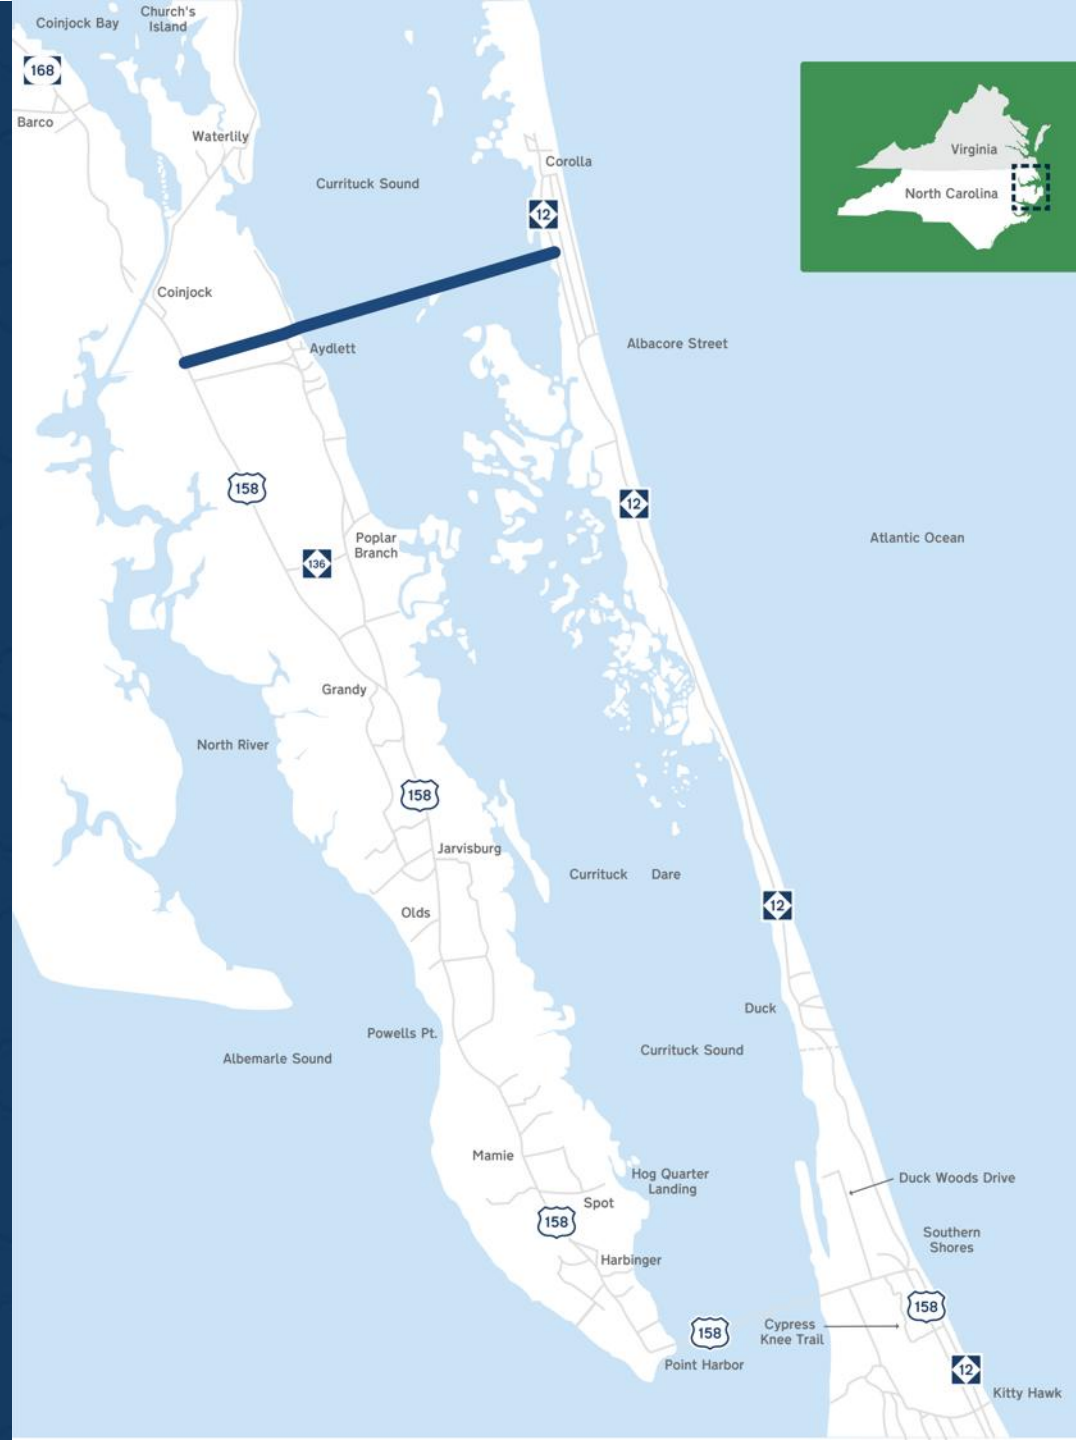 Coinjock Bay
Church's
Island
168
Barco
Waterlily
Currituck Sound
Corolla
12
Virginia
North Carolina
Coinjock
Aydlett
Albacore Street
158
12
Atlantic Ocean
Poplar
Branch
136
Grandy
North River
158
Jarvisburg
Currituck
Dare
Olds
12
Duck
Powells Pt.
Currituck Sound
Albemarle Sound
Mamie
Hog Quarter
Landing
Duck Woods Drive
Spot
158
Southern
Shores
Harbinger
158
158
Cypress
Knee Trail
Point Harbor
12
Kitty Hawk